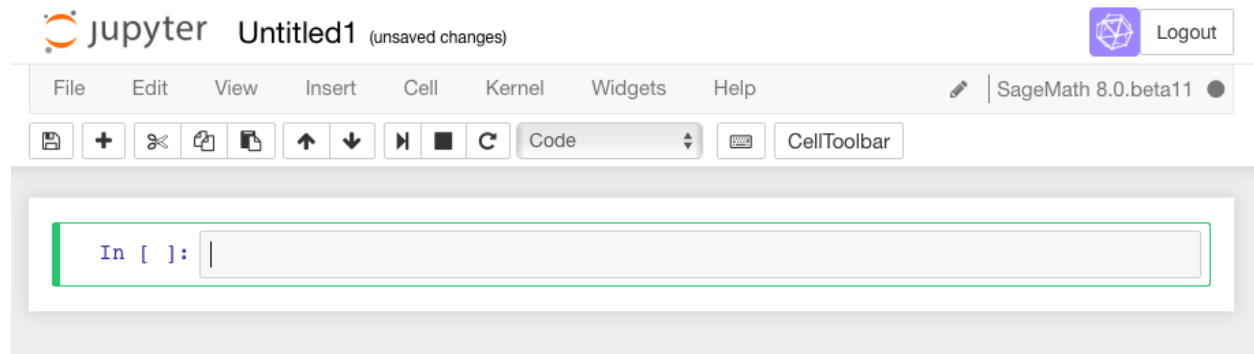 jupyter Untitled1 (unsaved changes) Logout
File Edit View Insert Cell Kernel Widgets Help SageMath 8.0.beta11
Code CellToolbar
In [ ]: